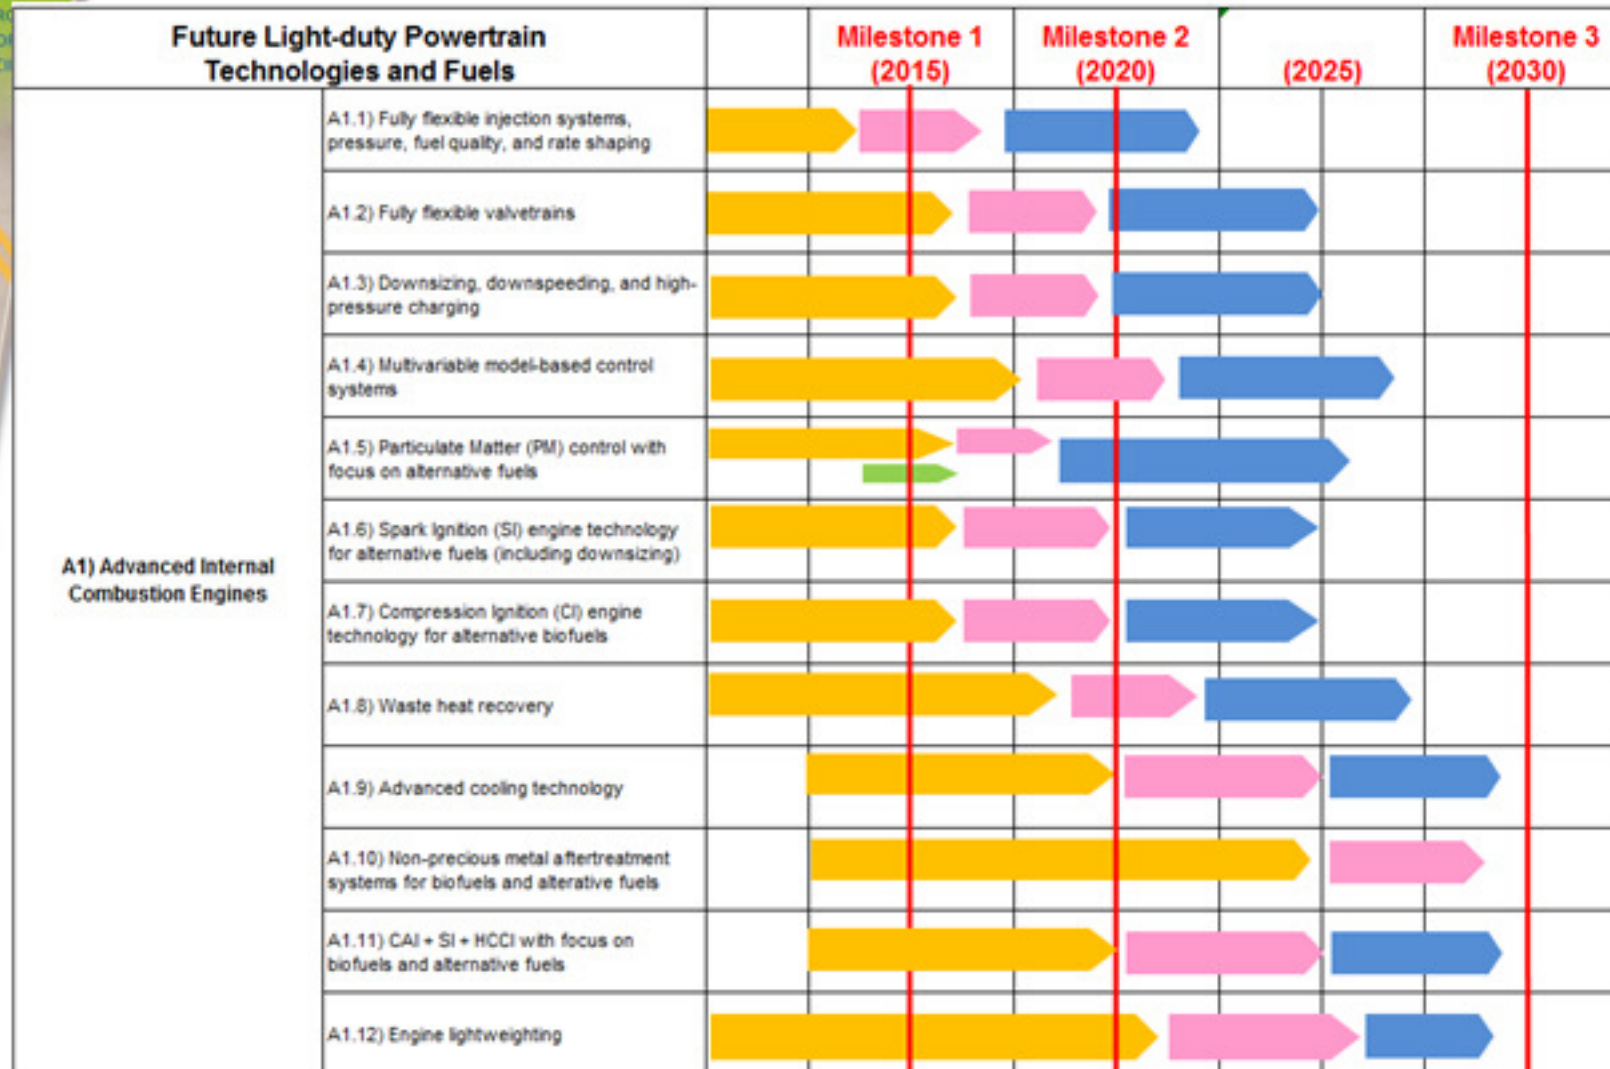 Future Light-duty Powertrain
Technologies and Fuels
Milestone 1
(2015)
Milestone 2
(2020)
(2025)
Milestone 3
(2030)
A1) Advanced Internal
Combustion Engines
A1.1) Fully flexible injection systems,
pressure, fuel quality, and rate shaping
A1.2) Fully flexible valvetrains
A1.3) Downsizing, downspeeding, and high-
pressure charging
A1.4) Multivariable model-based control
systems
A1.5) Particulate Matter (PM) control with
focus on alternative fuels
A1.6) Spark Ignition (SI) engine technology
for alternative fuels (including downsizing)
A1.7) Compression Ignition (CI) engine
technology for alternative biofuels
A1.8) Waste heat recovery
A1.9) Advanced cooling technology
A1.10) Non-precious metal aftertreatment
systems for biofuels and alterative fuels
A1.11) CAI + SI + HCCI with focus on
biofuels and alternative fuels
A1.12) Engine lightweighting